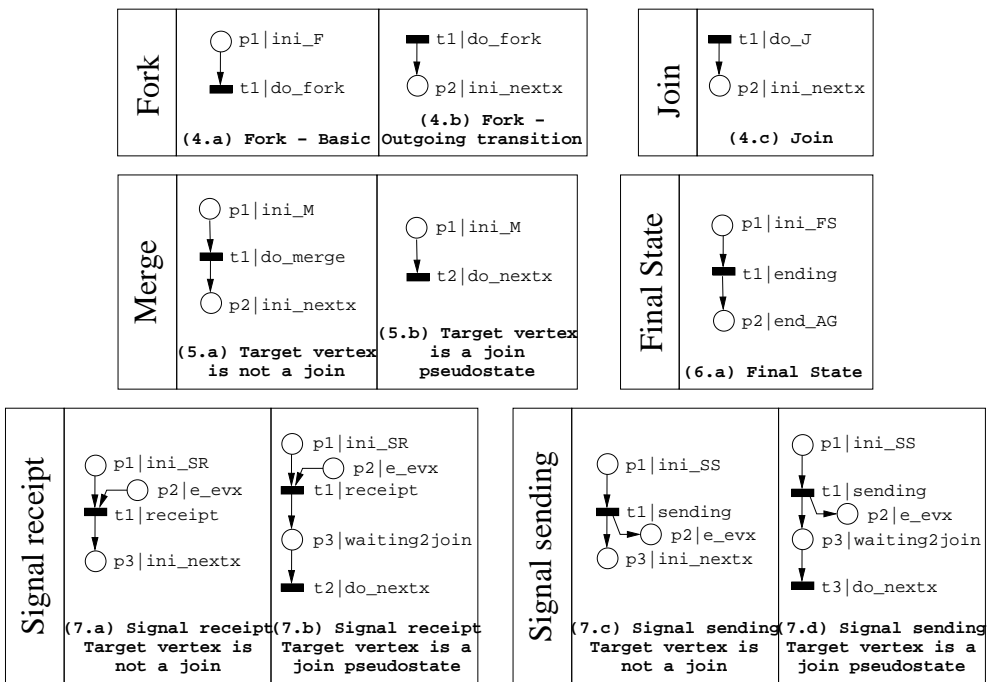 Fork
p1|ini_F
t1|do_fork
(4.a) Fork - Basic
t1|do_fork
p2|ini_nextx
(4.b) Fork -
Outgoing transition
Join
t1|do_J
p2|ini_nextx
(4.c) Join
Merge
p1|ini_M
t1|do_merge
p2|ini_nextx
(5.a) Target vertex
is not a join
p1|ini_M
t2|do_nextx
(5.b) Target vertex
is a join
pseudostate
Final State
p1|ini_FS
t1|ending
p2|end_AG
(6.a) Final State
Signal receipt
p1|ini_SR
p2|e_evx
t1|receipt
p3|ini_nextx
(7.a) Signal receipt
Target vertex is
not a join
p1|ini_SR
p2|e_evx
t1|receipt
p3|waiting2join
t2|do_nextx
(7.b) Signal receipt
Target vertex is a
join pseudostate
Signal sending
p1|ini_SS
t1|sending
p2|e_evx
p3|ini_nextx
(7.c) Signal sending
Target vertex is
not a join
p1|ini_SS
t1|sending
p2|e_evx
p3|waiting2join
t3|do_nextx
(7.d) Signal sending
Target vertex is a
join pseudostate